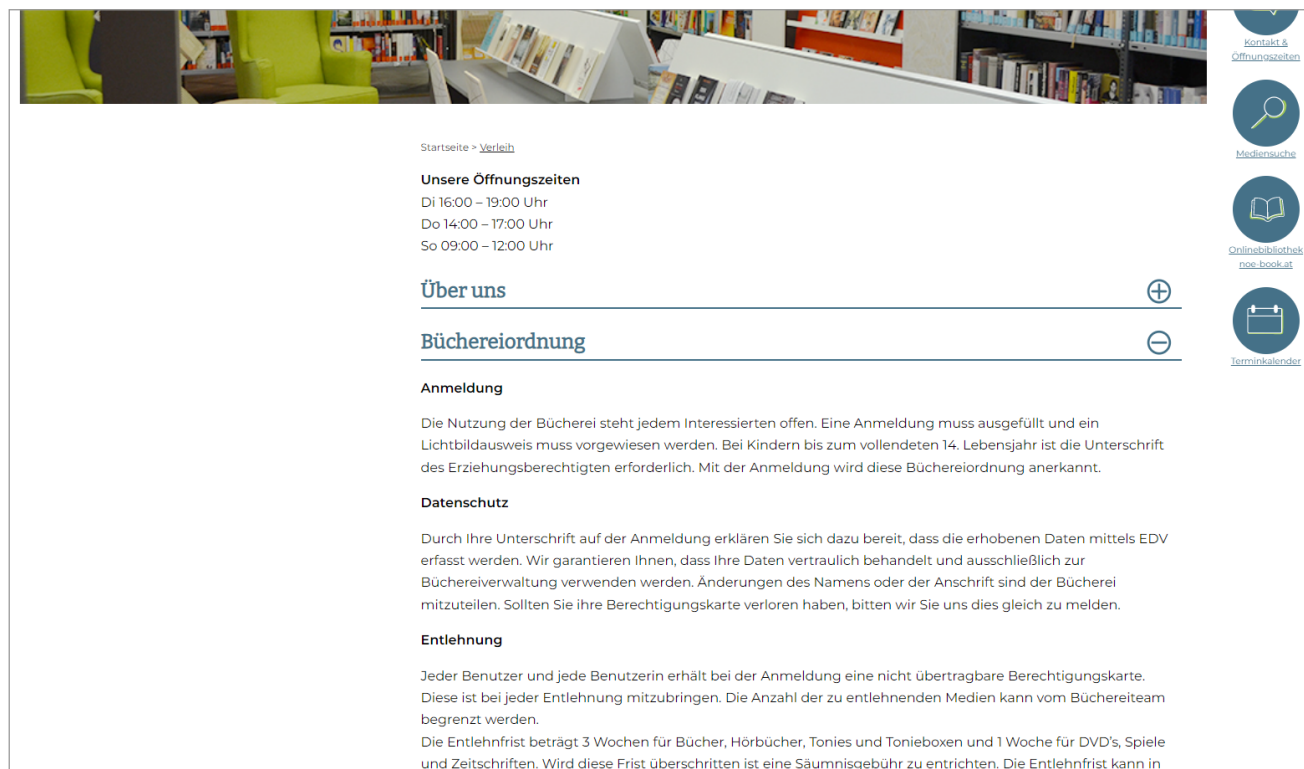 Kontakt &
Öffnungszeiten
Mediensuche
Onlinebibliothek
noe-book.at
Terminkalender
Startseite > Verleih
Unsere Öffnungszeiten
Di 16:00 – 19:00 Uhr
Do 14:00 – 17:00 Uhr
So 09:00 – 12:00 Uhr
Über uns
Büchereiordnung
Anmeldung
Die Nutzung der Bücherei steht jedem Interessierten offen. Eine Anmeldung muss ausgefüllt und ein
Lichtbildausweis muss vorgewiesen werden. Bei Kindern bis zum vollendeten 14. Lebensjahr ist die Unterschrift
des Erziehungsberechtigten erforderlich. Mit der Anmeldung wird diese Büchereiordnung anerkannt.
Datenschutz
Durch Ihre Unterschrift auf der Anmeldung erklären Sie sich dazu bereit, dass die erhobenen Daten mittels EDV
erfasst werden. Wir garantieren Ihnen, dass Ihre Daten vertraulich behandelt und ausschließlich zur
Büchereiverwaltung verwenden werden. Änderungen des Namens oder der Anschrift sind der Bücherei
mitzuteilen. Sollten Sie ihre Berechtigungskarte verloren haben, bitten wir Sie uns dies gleich zu melden.
Entlehnung
Jeder Benutzer und jede Benutzerin erhält bei der Anmeldung eine nicht übertragbare Berechtigungskarte.
Diese ist bei jeder Entlehnung mitzubringen. Die Anzahl der zu entlehnenden Medien kann vom Büchereiteam
begrenzt werden.
Die Entlehnfrist beträgt 3 Wochen für Bücher, Hörbücher, Tonies und Tonieboxen und 1 Woche für DVD's, Spiele
und Zeitschriften. Wird diese Frist überschritten ist eine Säumnisgebühr zu entrichten. Die Entlehnfrist kann in